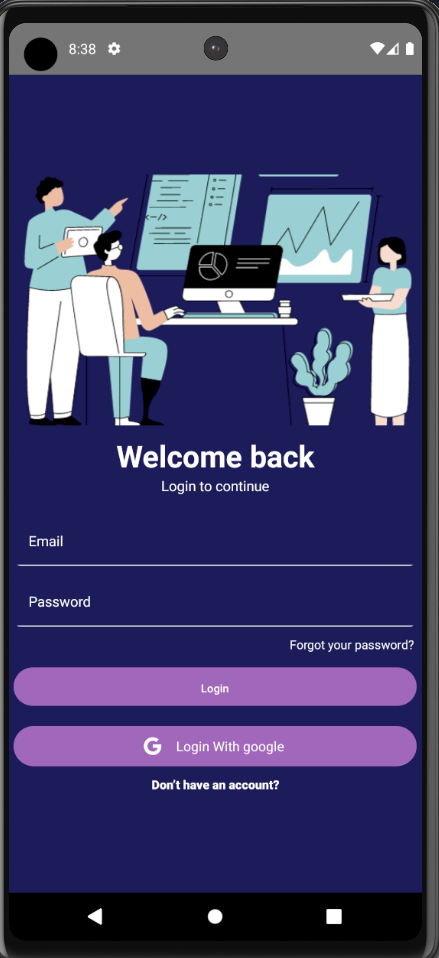 8:38
<-/>
Welcome back
Login to continue
Email
Password
Forgot your password?
Login
G Login With google
Don't have an account?